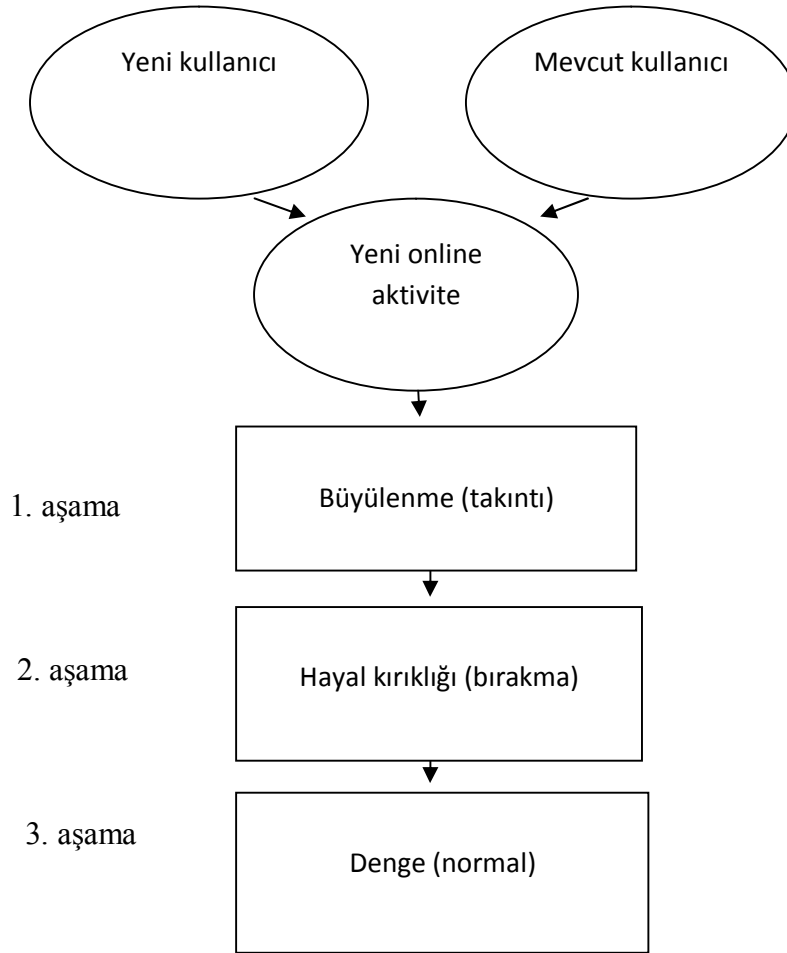 Yeni kullanıcı
Mevcut kullanıcı
Yeni online
aktivite
1. aşama
Büyülenme (takıntı)
2. aşama
Hayal kırıklığı (bırakma)
3. aşama
Denge (normal)